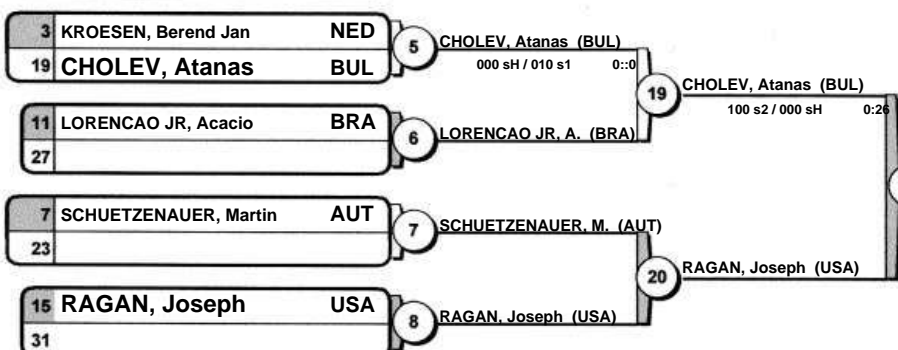 3 KROESEN, Berend Jan NED
19 CHOLEV, Atanas BUL
5
CHOLEV, Atanas (BUL)
000 sH / 010 s1 0::0
11 LORENCAO JR, Acacio BRA
27
6
LORENCAO JR, A. (BRA)
19
CHOLEV, Atanas (BUL)
100 s2 / 000 sH 0:26
7 SCHUETZENAUER, Martin AUT
23
7
SCHUETZENAUER, M. (AUT)
15 RAGAN, Joseph USA
31
8
RAGAN, Joseph (USA)
20
RAGAN, Joseph (USA)